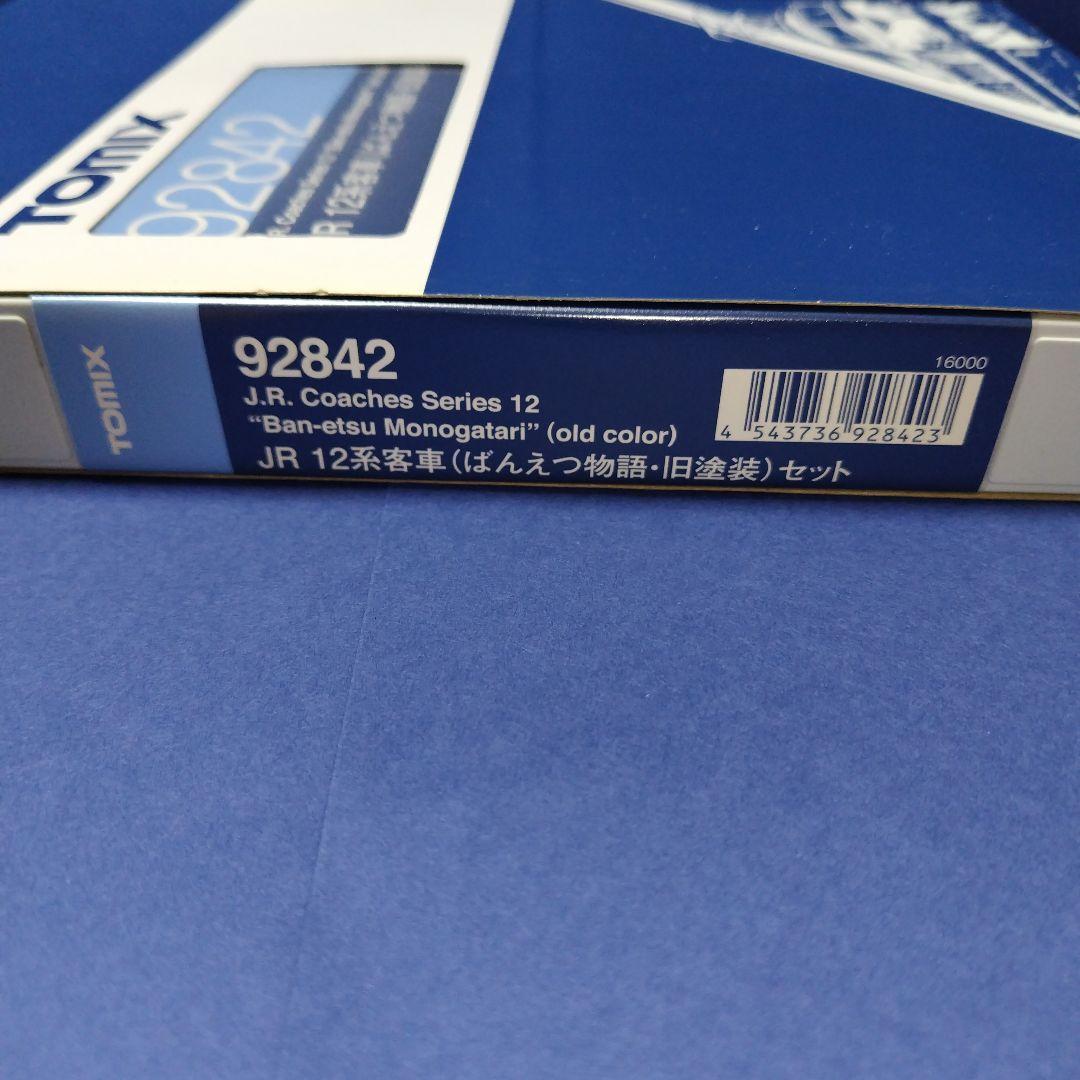 TOMIX
92842
JR 12系客車
TOMIX
92842
J.R. Coaches Series 12
“Ban-etsu Monogatari” (old color)
JR 12系客車(ばんえつ物語・旧塗装)セット
16000
4 543736 928423